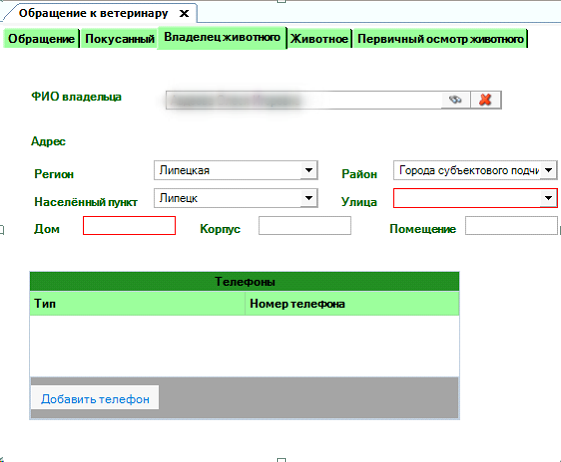 Обращение к ветеринару X
Обращение Покусанный Владелец животного Животное Первичный осмотр животного
ФИО владельца
Адрес
Регион Липецкая Район Города субъектового подчи
Населённый пункт Липецк Улица
Дом Корпус Помещение
Телефоны
Тип Номер телефона
Добавить телефон